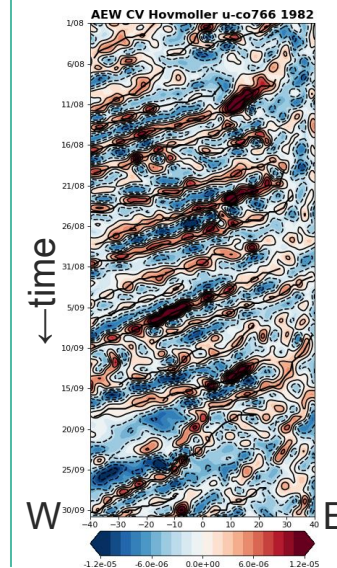 AEW CV Hovmoller u-co766 1982
1/08
6/08
11/08
16/08
21/08
26/08
31/08
5/09
10/09
15/09
20/09
25/09
30/09
←time
W
E
−40 −30 −20 −10 0 10 20 30 40
-1.2e-05 -6.0e-06 0.0e+00 6.0e-06 1.2e-05